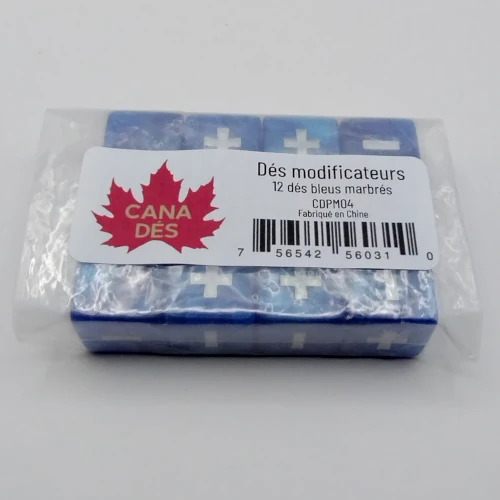 + + -
CANA
DÉS
Dés modificateurs
12 dés bleus marbrés
CDPM04
Fabriqué en Chine
7 56542 56031 0
+ + +
+